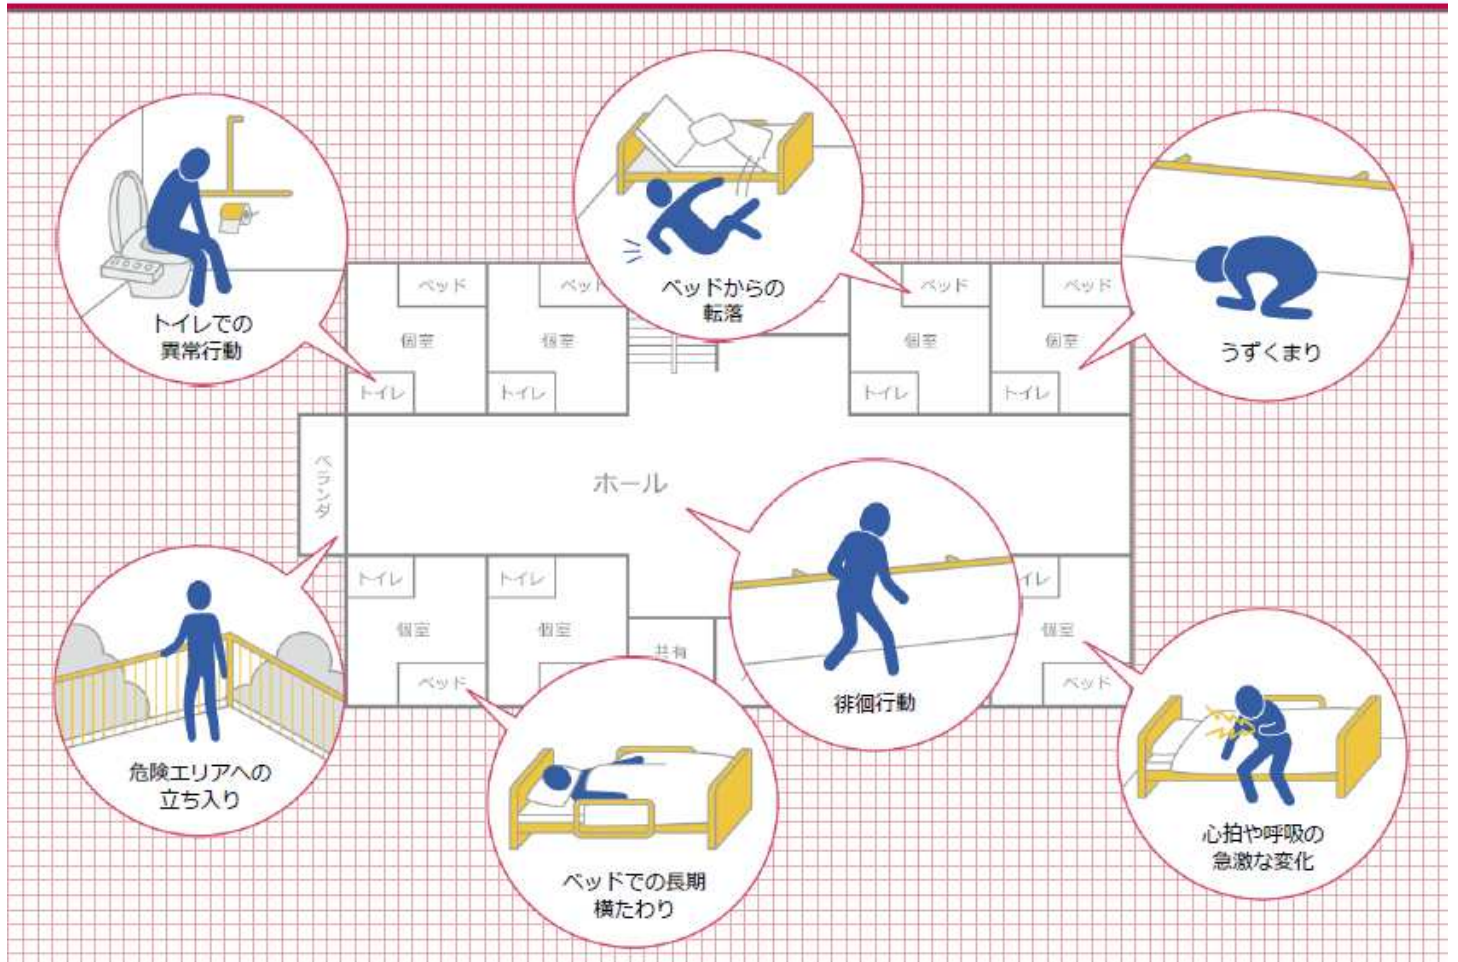 トイレでの
異常行動
ベッドからの
転落
うずくまり
ベッド
ベッ
ベッド
ベッド
個室
個室
個室
個室
トイレ
トイレ
トイレ
トイレ
ベランダ
ホール
トイレ
トイレ
イレ
個室
個室
共有
個室
ベッド
ベッド
危険エリアへの
立ち入り
徘徊行動
ベッドでの長期
横たわり
心拍や呼吸の
急激な変化